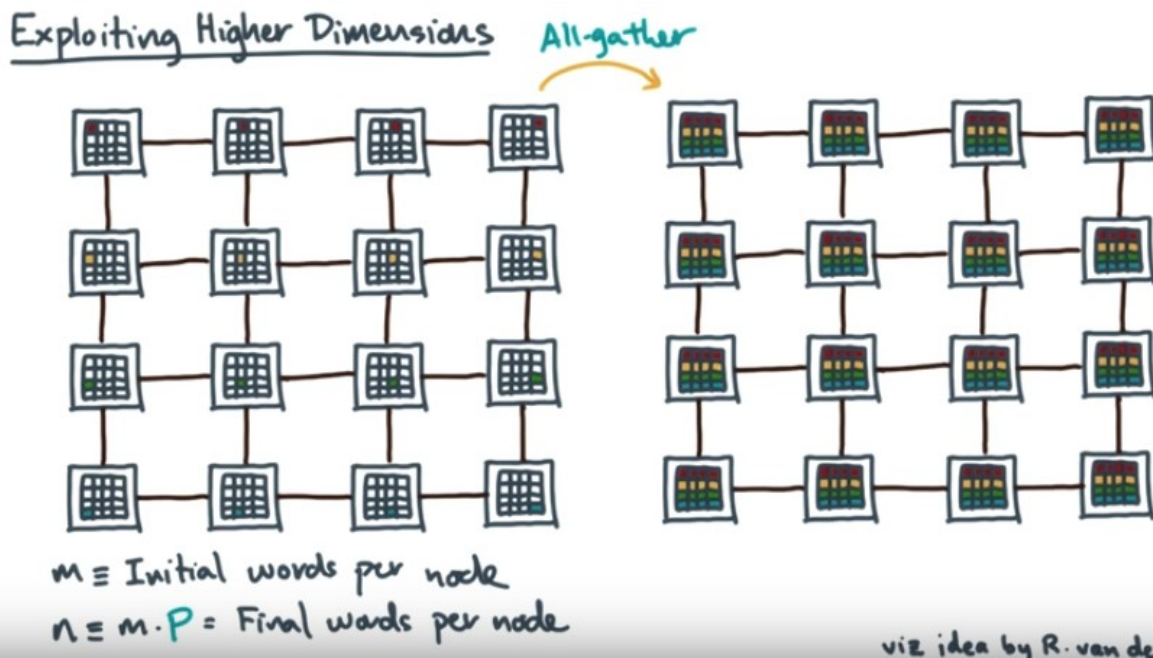 Exploiting Higher Dimensions
All-gather
m ≡ Initial words per node
n ≡ m·P = Final words per node
viz idea by R. van de